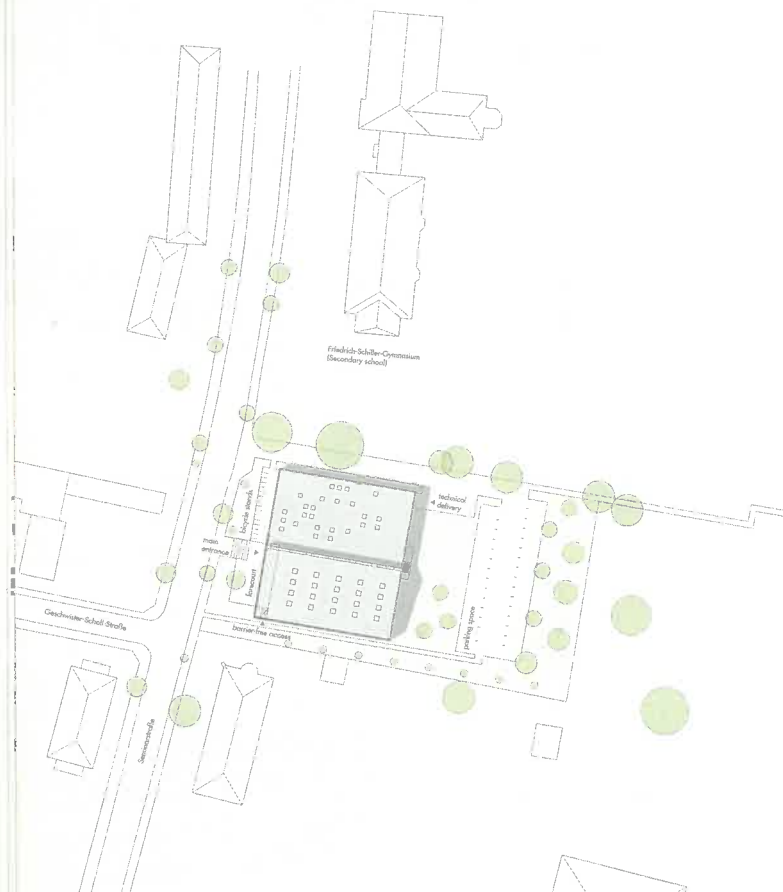 Friedrich-Schiller-Gymnasium
(Secondary school)
technical
delivery
bicycle stands
main
entrance
forecourt
parking space
barrier-free access
Geschwister-Scholl-Straße
Seminarstraße